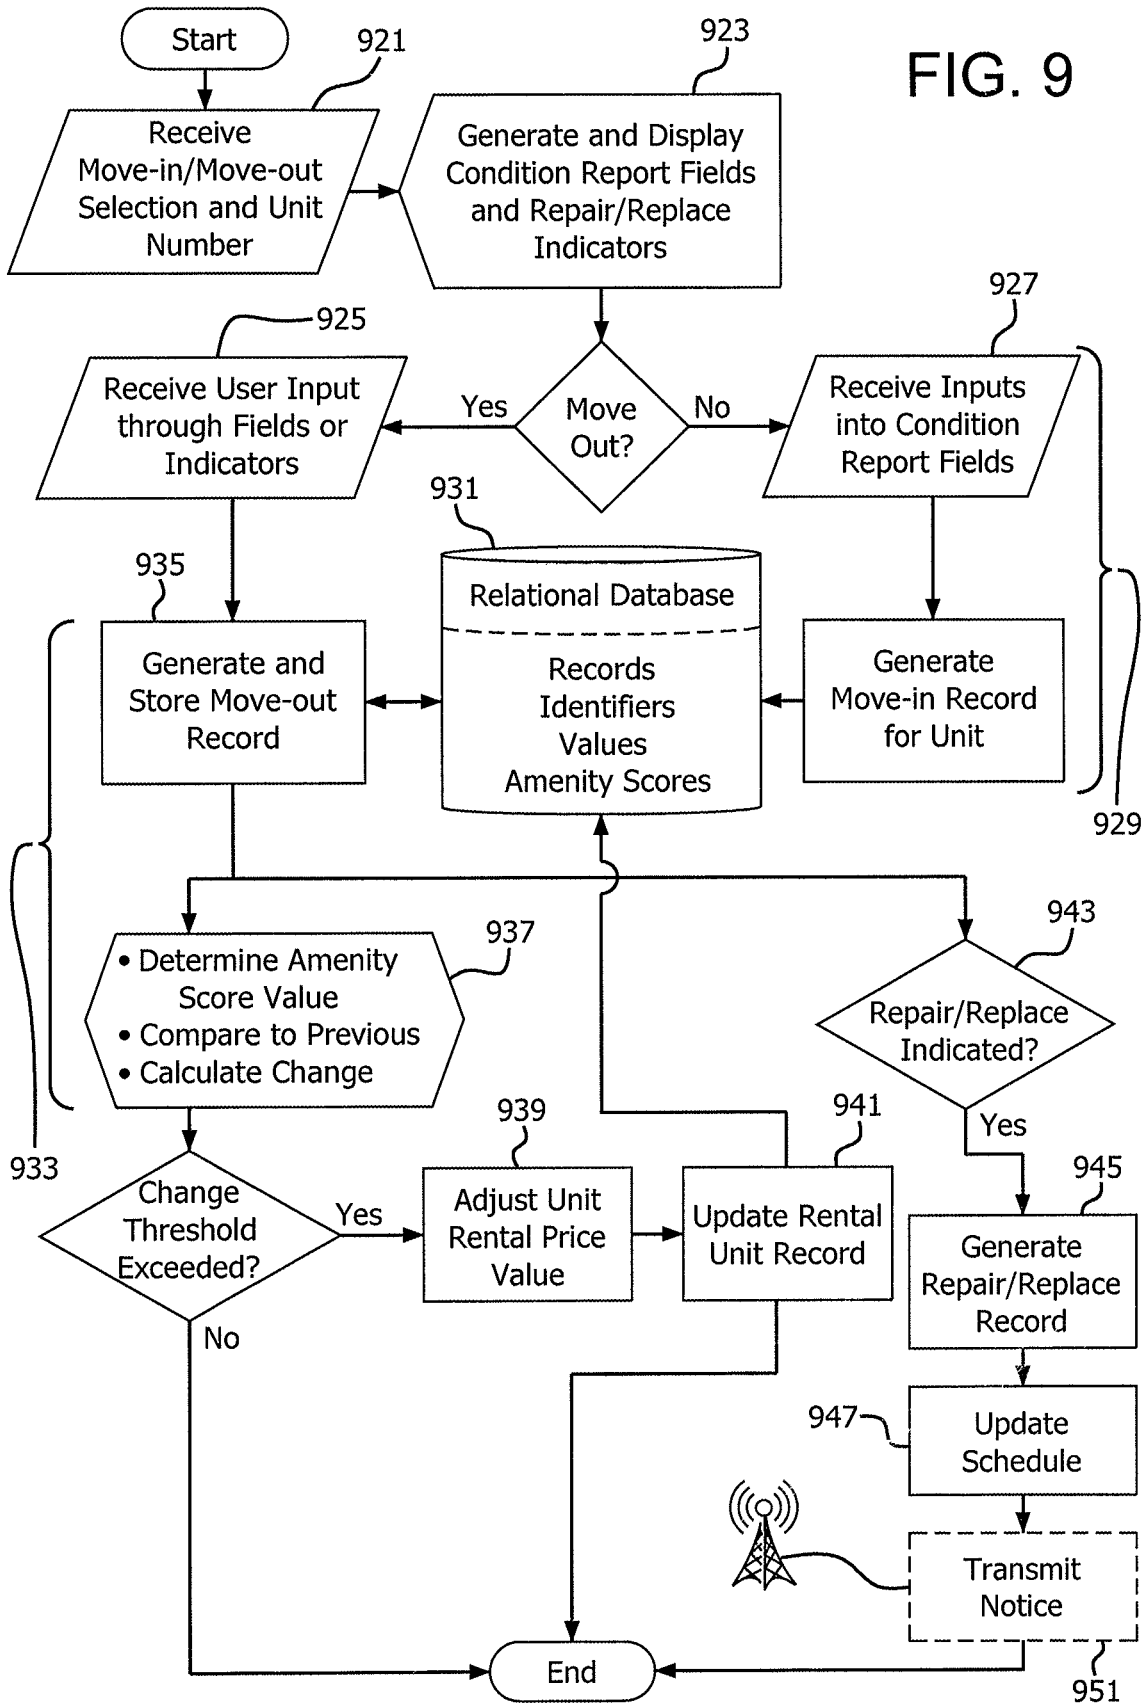 FIG. 9
Start
921
Receive
Move-in/Move-out
Selection and Unit
Number
923
Generate and Display
Condition Report Fields
and Repair/Replace
Indicators
925
Receive User Input
through Fields or
Indicators
Yes
Move
Out?
No
927
Receive Inputs
into Condition
Report Fields
931
Relational Database
Records
Identifiers
Values
Amenity Scores
935
Generate and
Store Move-out
Record
Generate
Move-in Record
for Unit
929
933
937
• Determine Amenity
Score Value
• Compare to Previous
• Calculate Change
943
Repair/Replace
Indicated?
Yes
Change
Threshold
Exceeded?
Yes
No
939
Adjust Unit
Rental Price
Value
941
Update Rental
Unit Record
945
Generate
Repair/Replace
Record
947
Update
Schedule
Transmit
Notice
951
End